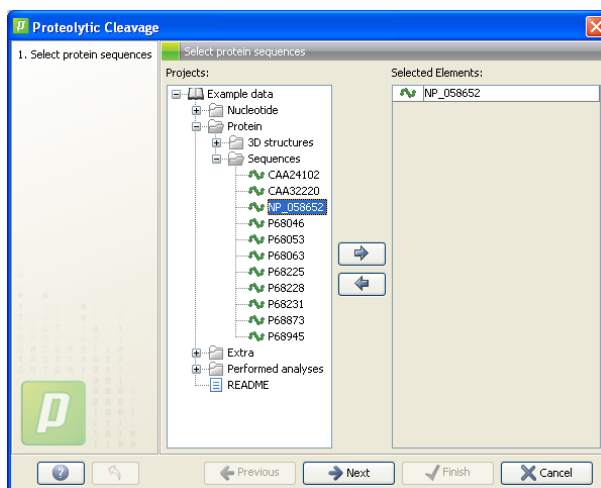 Proteolytic Cleavage
1. Select protein sequences
Select protein sequences
Projects:
Example data
Nucleotide
Protein
3D structures
Sequences
CAA24102
CAA32220
NP_058652
P68046
P68053
P68063
P68225
P68228
P68231
P68873
P68945
Extra
Performed analyses
README
Selected Elements:
NP_058652
Previous
Next
Finish
Cancel